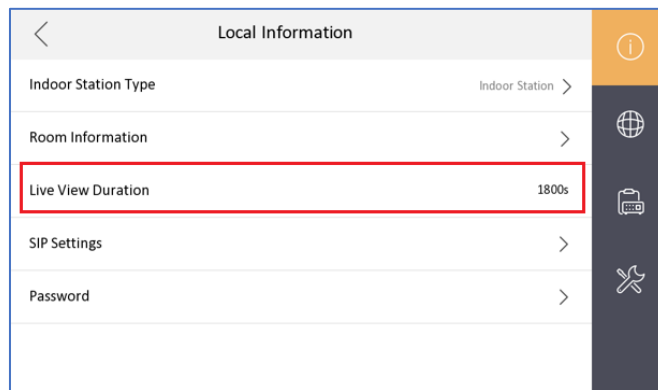 Local Information
Indoor Station Type Indoor Station
Room Information
Live View Duration 1800s
SIP Settings
Password